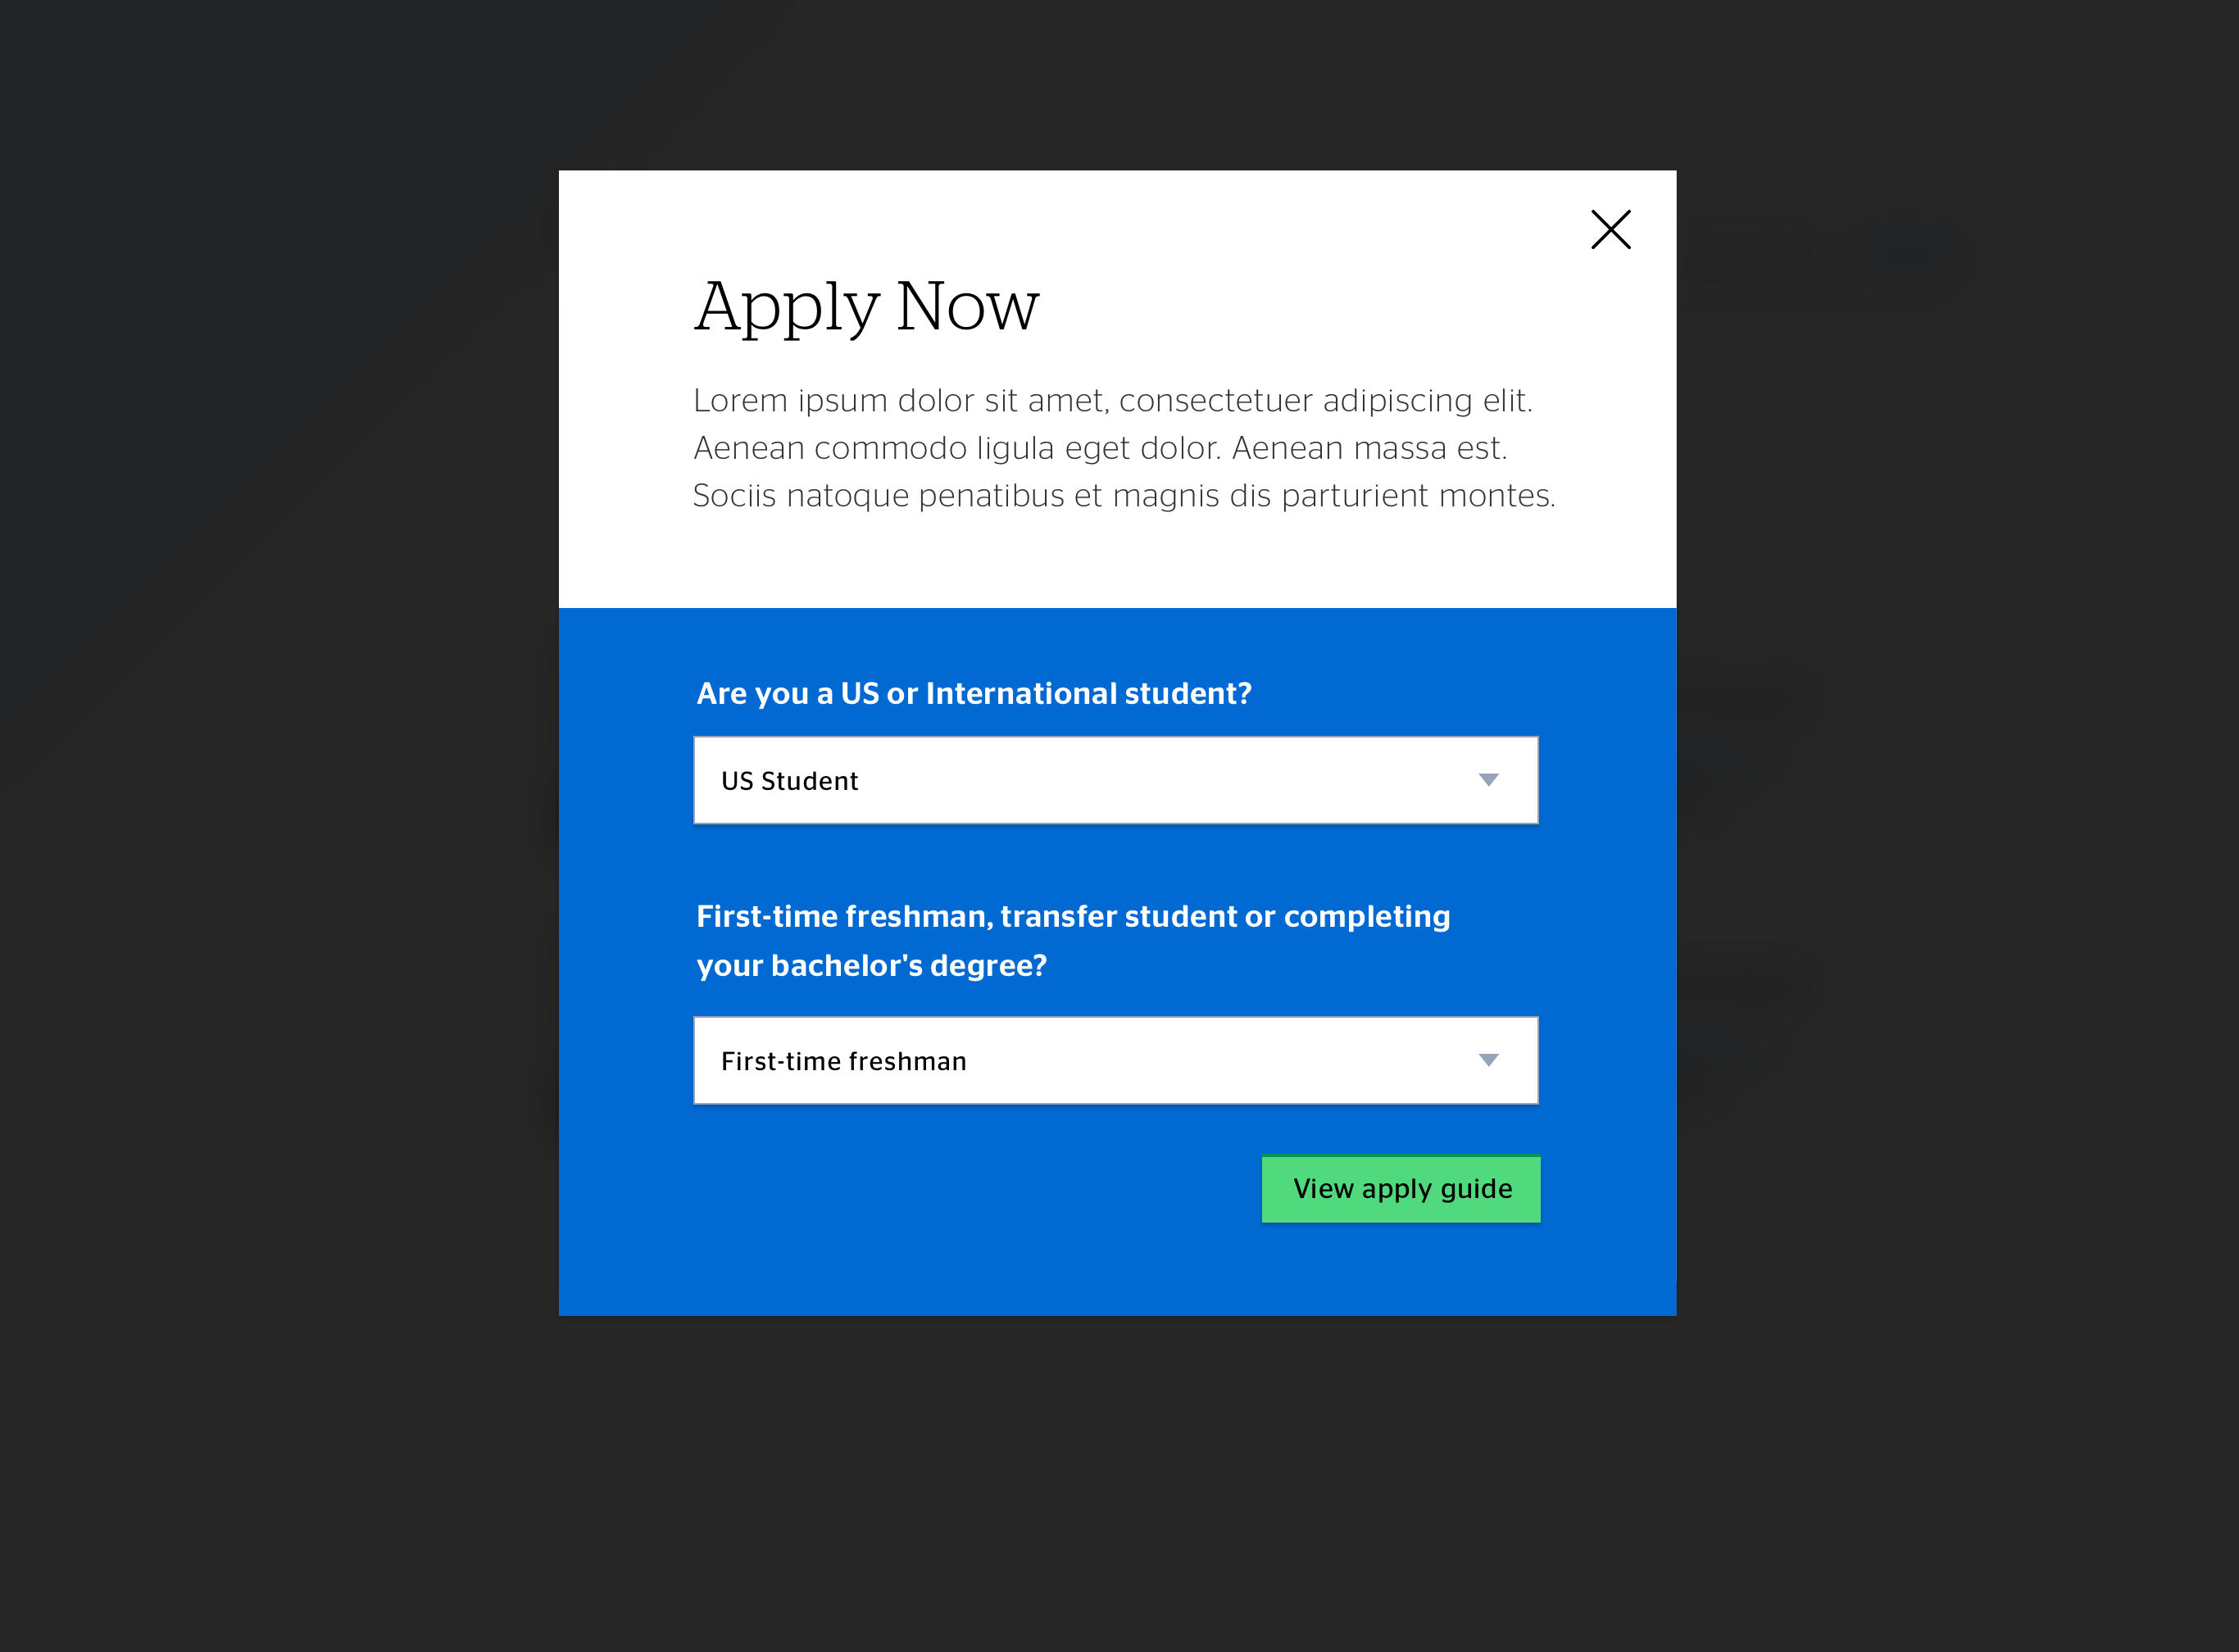 Apply Now
Lorem ipsum dolor sit amet, consectetuer adipiscing elit.
Aenean commodo ligula eget dolor. Aenean massa est.
Sociis natoque penatibus et magnis dis parturient montes.
Are you a US or International student?
US Student
First-time freshman, transfer student or completing
your bachelor's degree?
First-time freshman
View apply guide